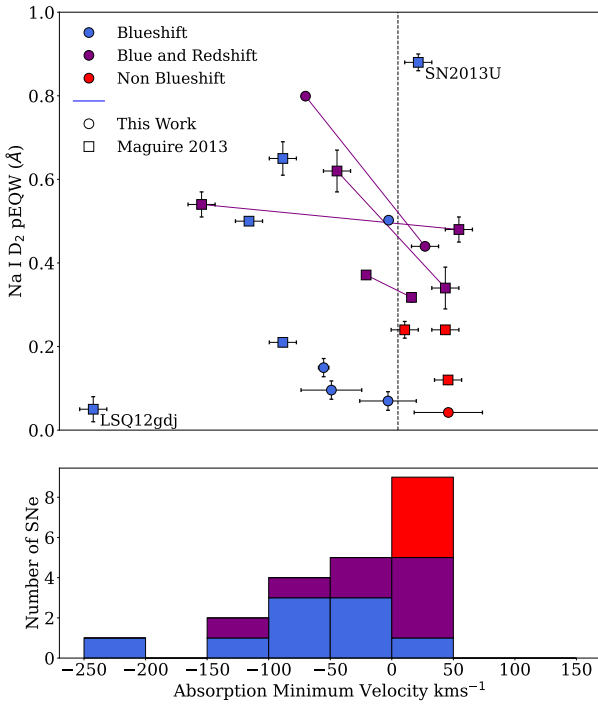 1.0
0.8
0.6
0.4
0.2
0.0
Na I D₂ pEQW (Å)
Blueshift
Blue and Redshift
Non Blueshift
This Work
Maguire 2013
SN2013U
LSQ12gdj
8
6
4
2
0
Number of SNe
−250 −200 −150 −100 −50 0 50 100 150
Absorption Minimum Velocity kms⁻¹